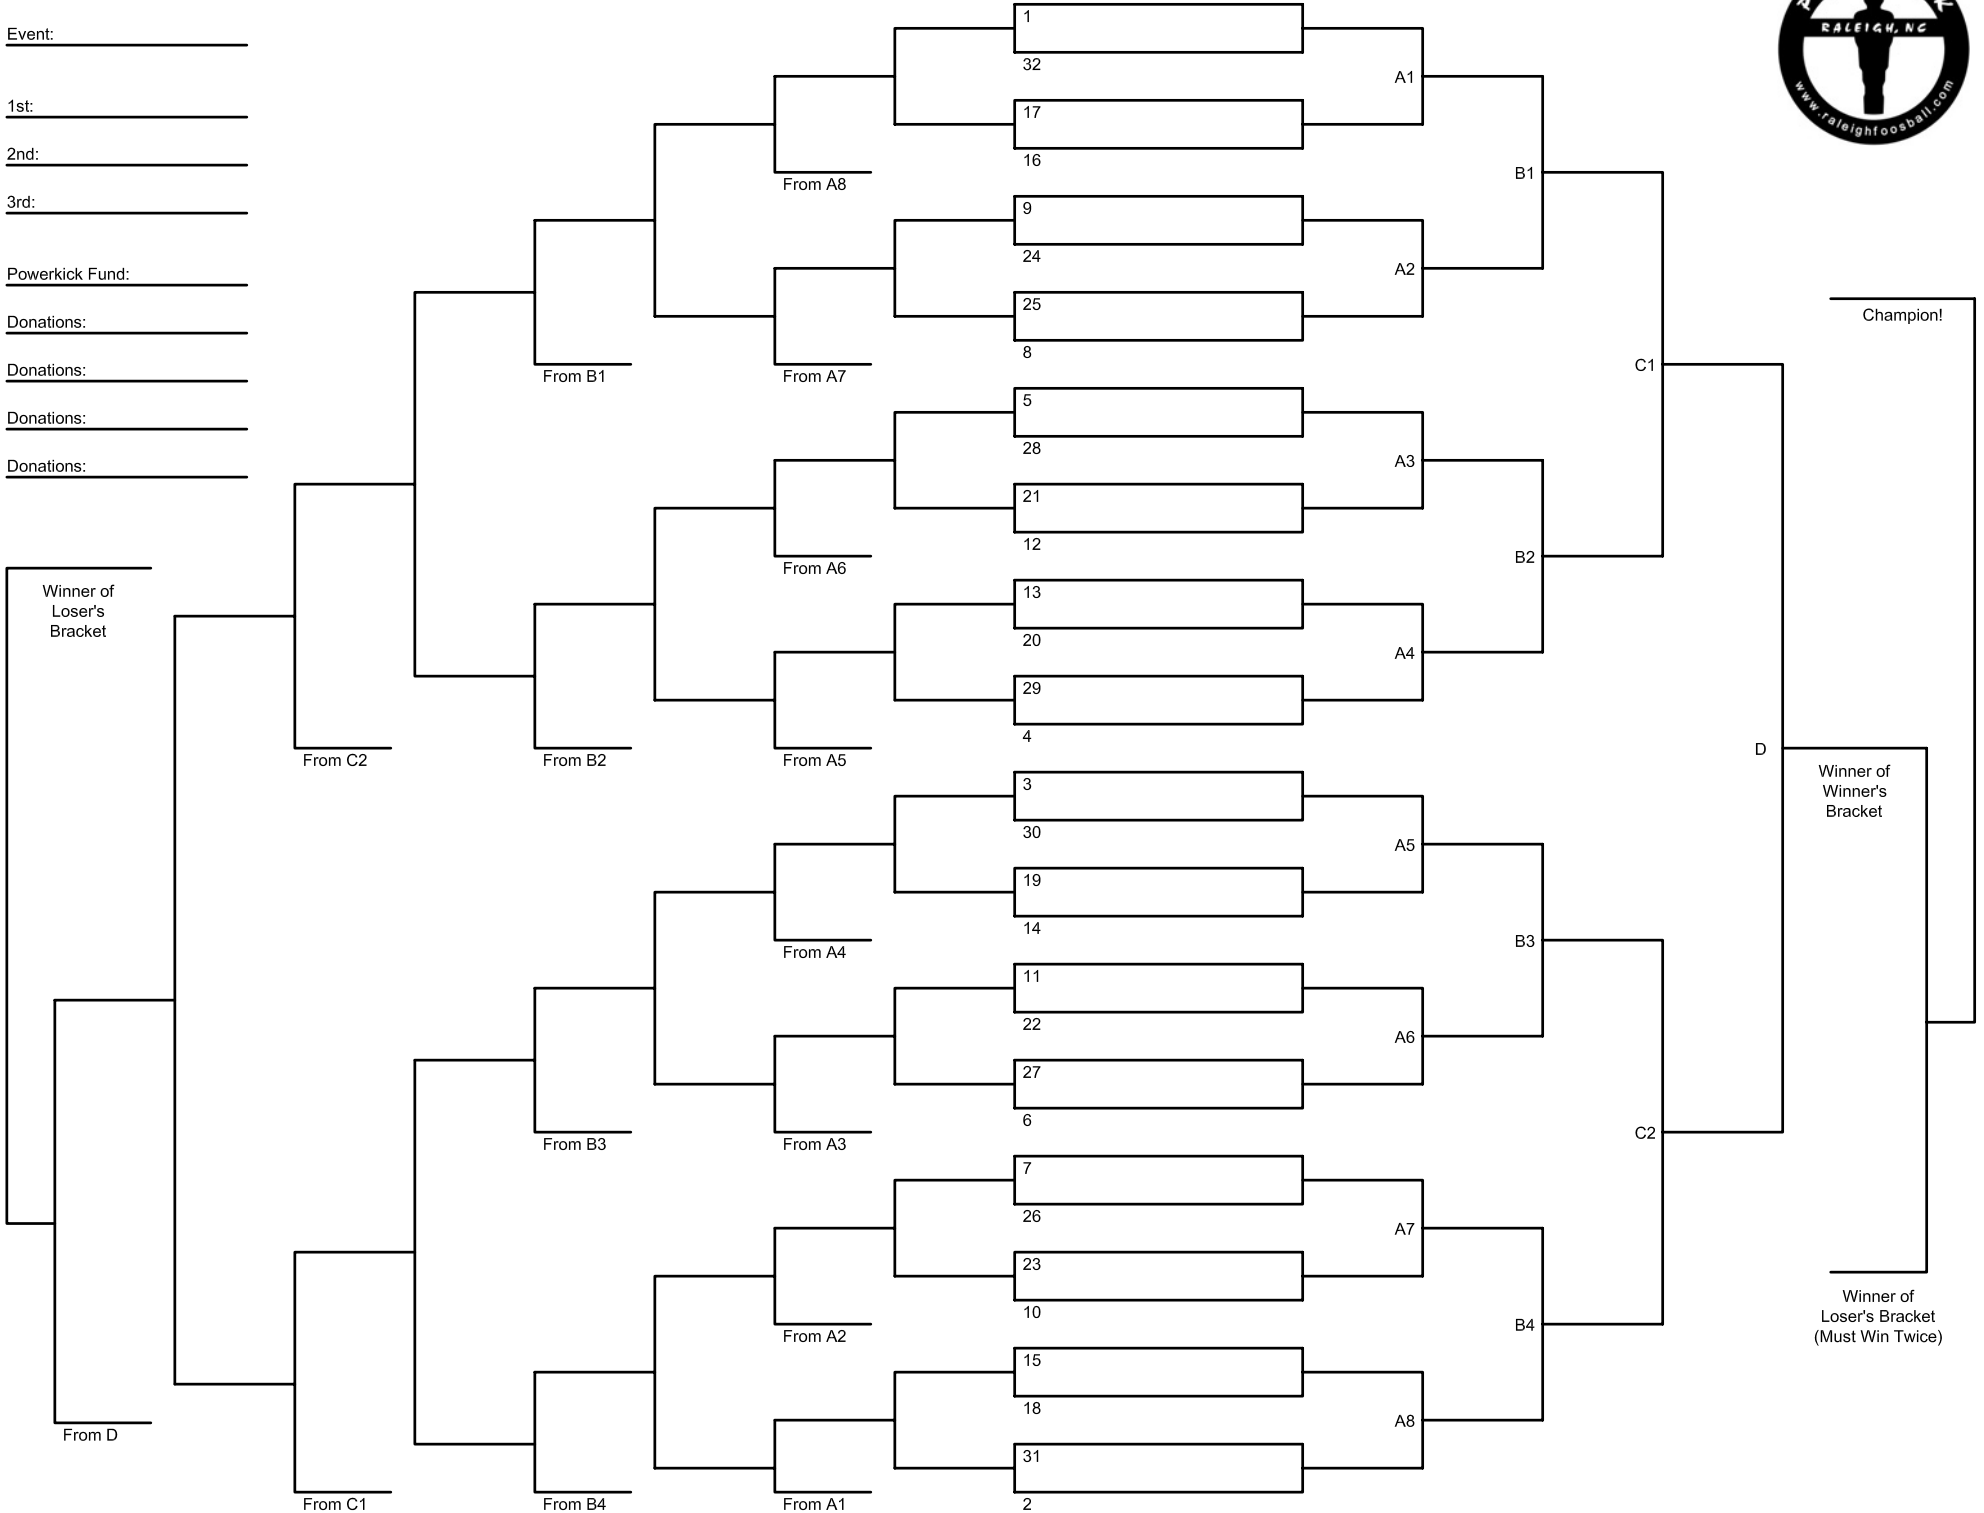 Event:
1st:
2nd:
3rd:
Powerkick Fund:
Donations:
Donations:
Donations:
Donations:
Winner of
Loser's
Bracket
From D
From C2
From C1
From B1
From B2
From B3
From B4
From A8
From A7
From A6
From A5
From A4
From A3
From A2
From A1
1
32
17
16
9
24
25
8
5
28
21
12
13
20
29
4
3
30
19
14
11
22
27
6
7
26
23
10
15
18
31
2
A1
A2
A3
A4
A5
A6
A7
A8
B1
B2
B3
B4
C1
C2
D
Winner of
Winner's
Bracket
RALEIGH, NC
www.raleighfoosball.com
Champion!
Winner of
Loser's Bracket
(Must Win Twice)